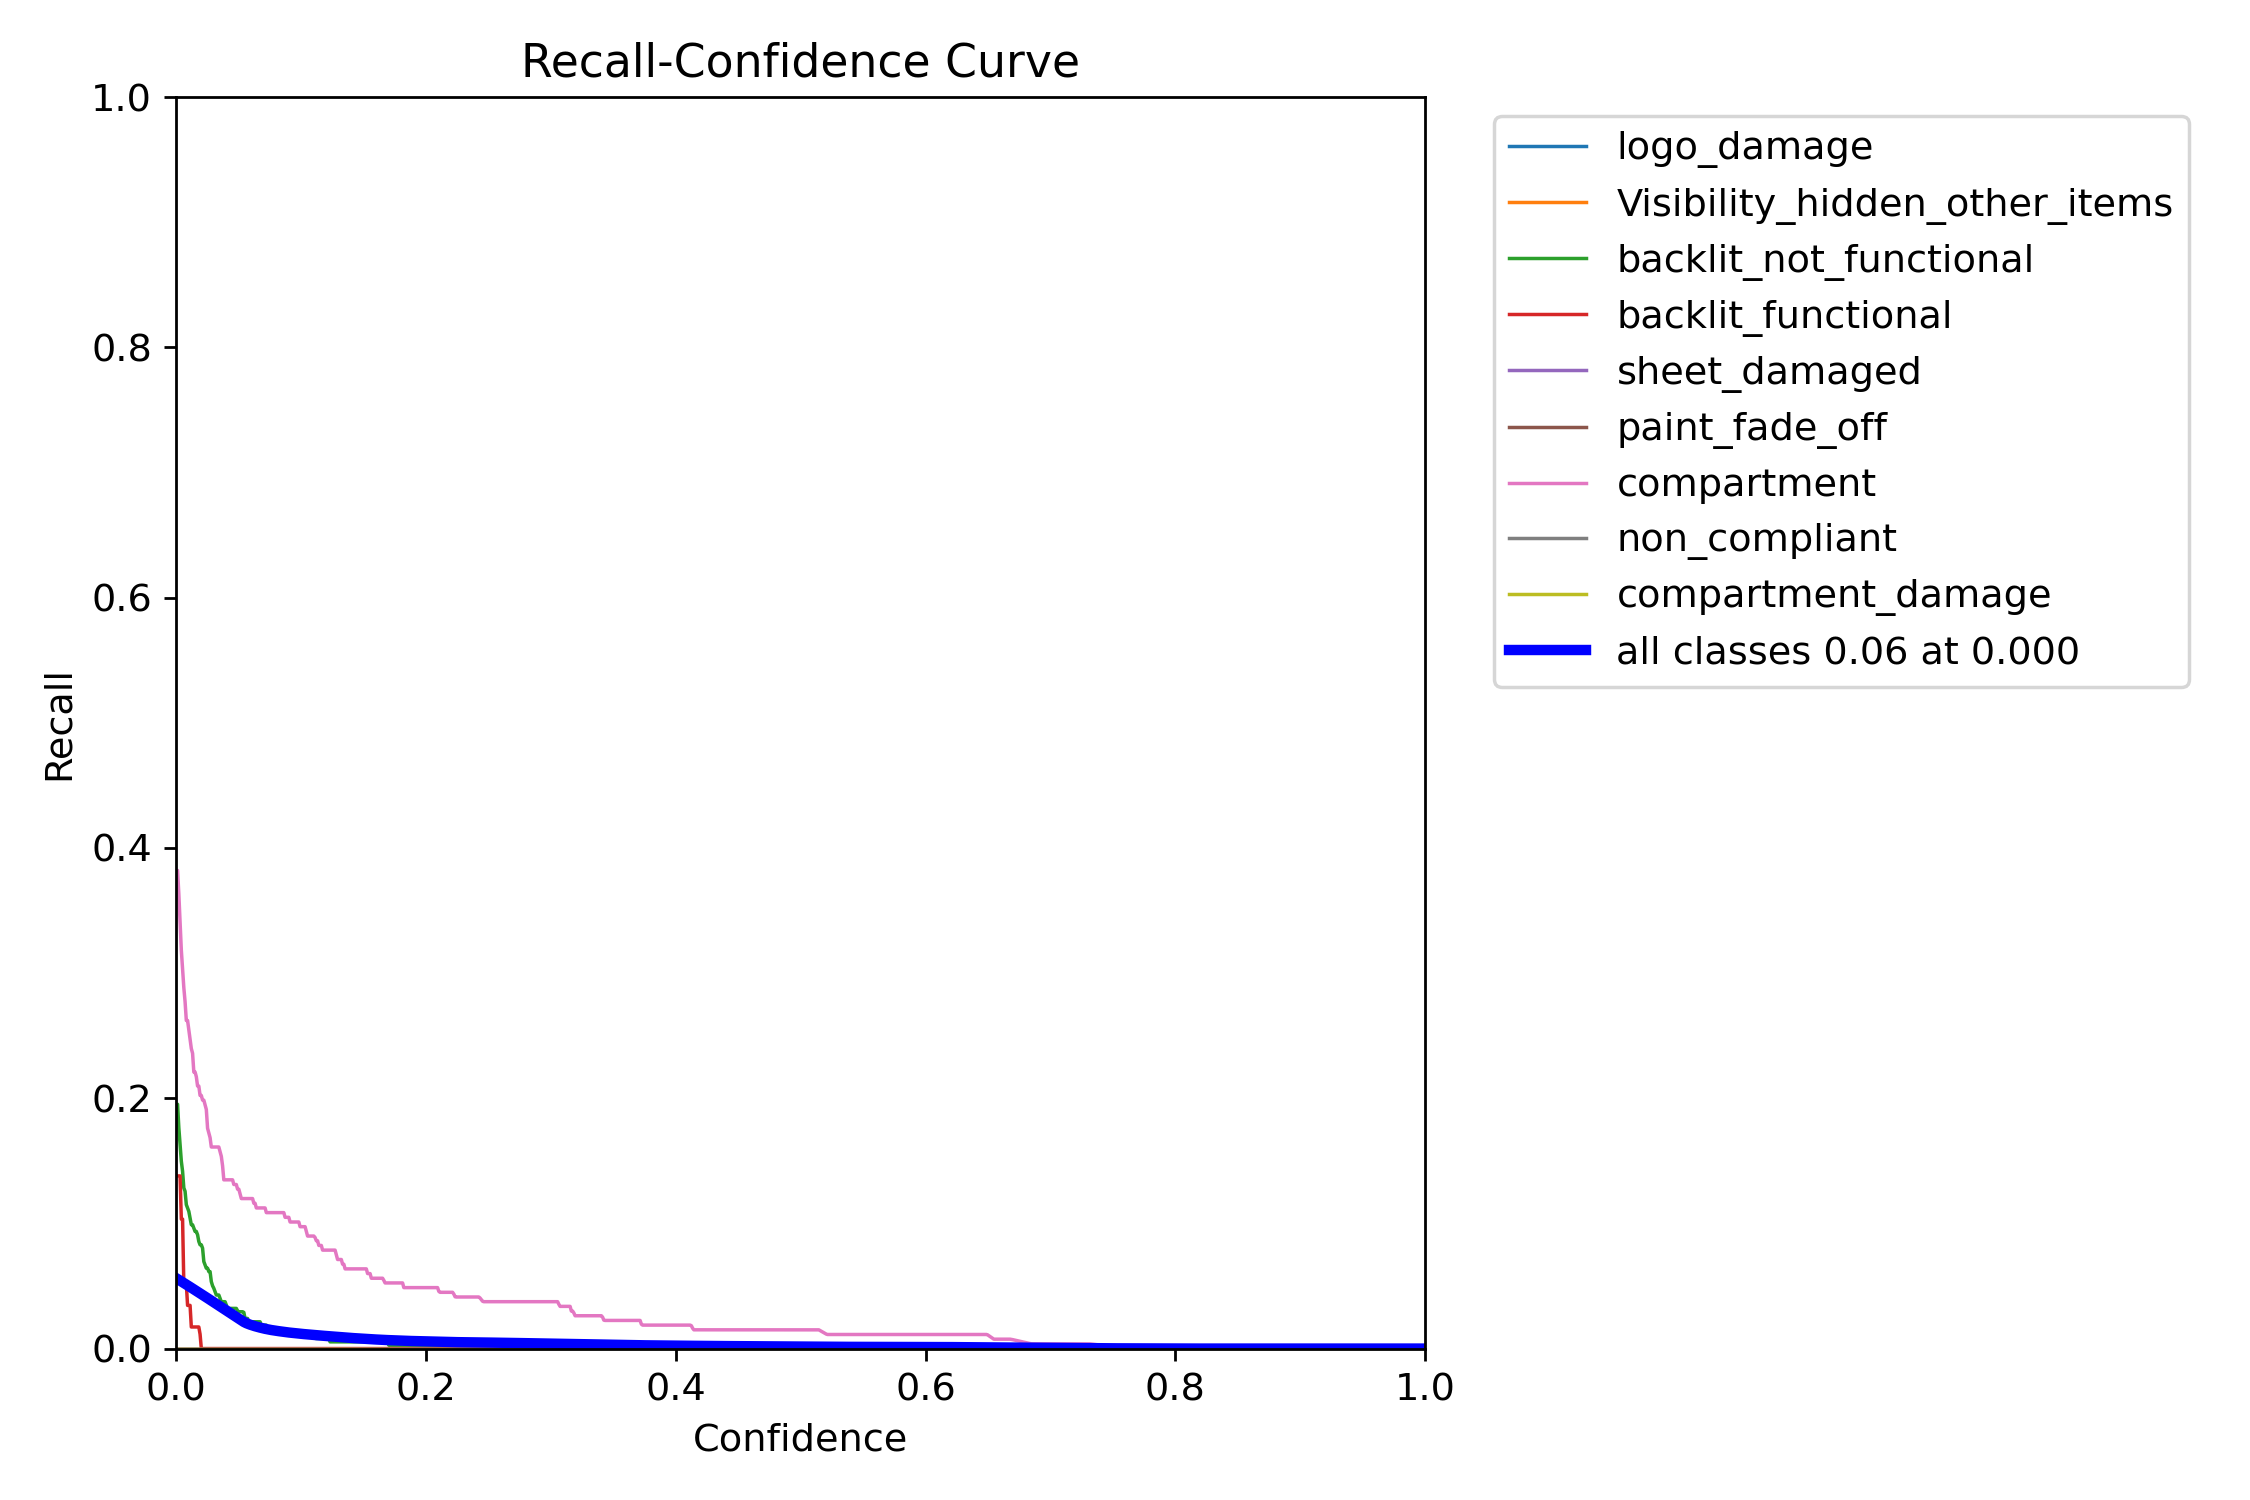 Recall-Confidence Curve
1.0
0.8
0.6
0.4
0.2
0.0
Recall
0.0 0.2 0.4 0.6 0.8 1.0
Confidence
logo_damage
Visibility_hidden_other_items
backlit_not_functional
backlit_functional
sheet_damaged
paint_fade_off
compartment
non_compliant
compartment_damage
all classes 0.06 at 0.000